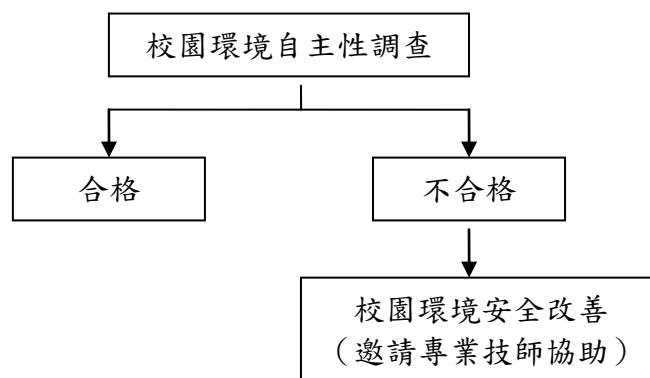 校園環境自主性調查
合格
不合格
校園環境安全改善
（邀請專業技師協助）